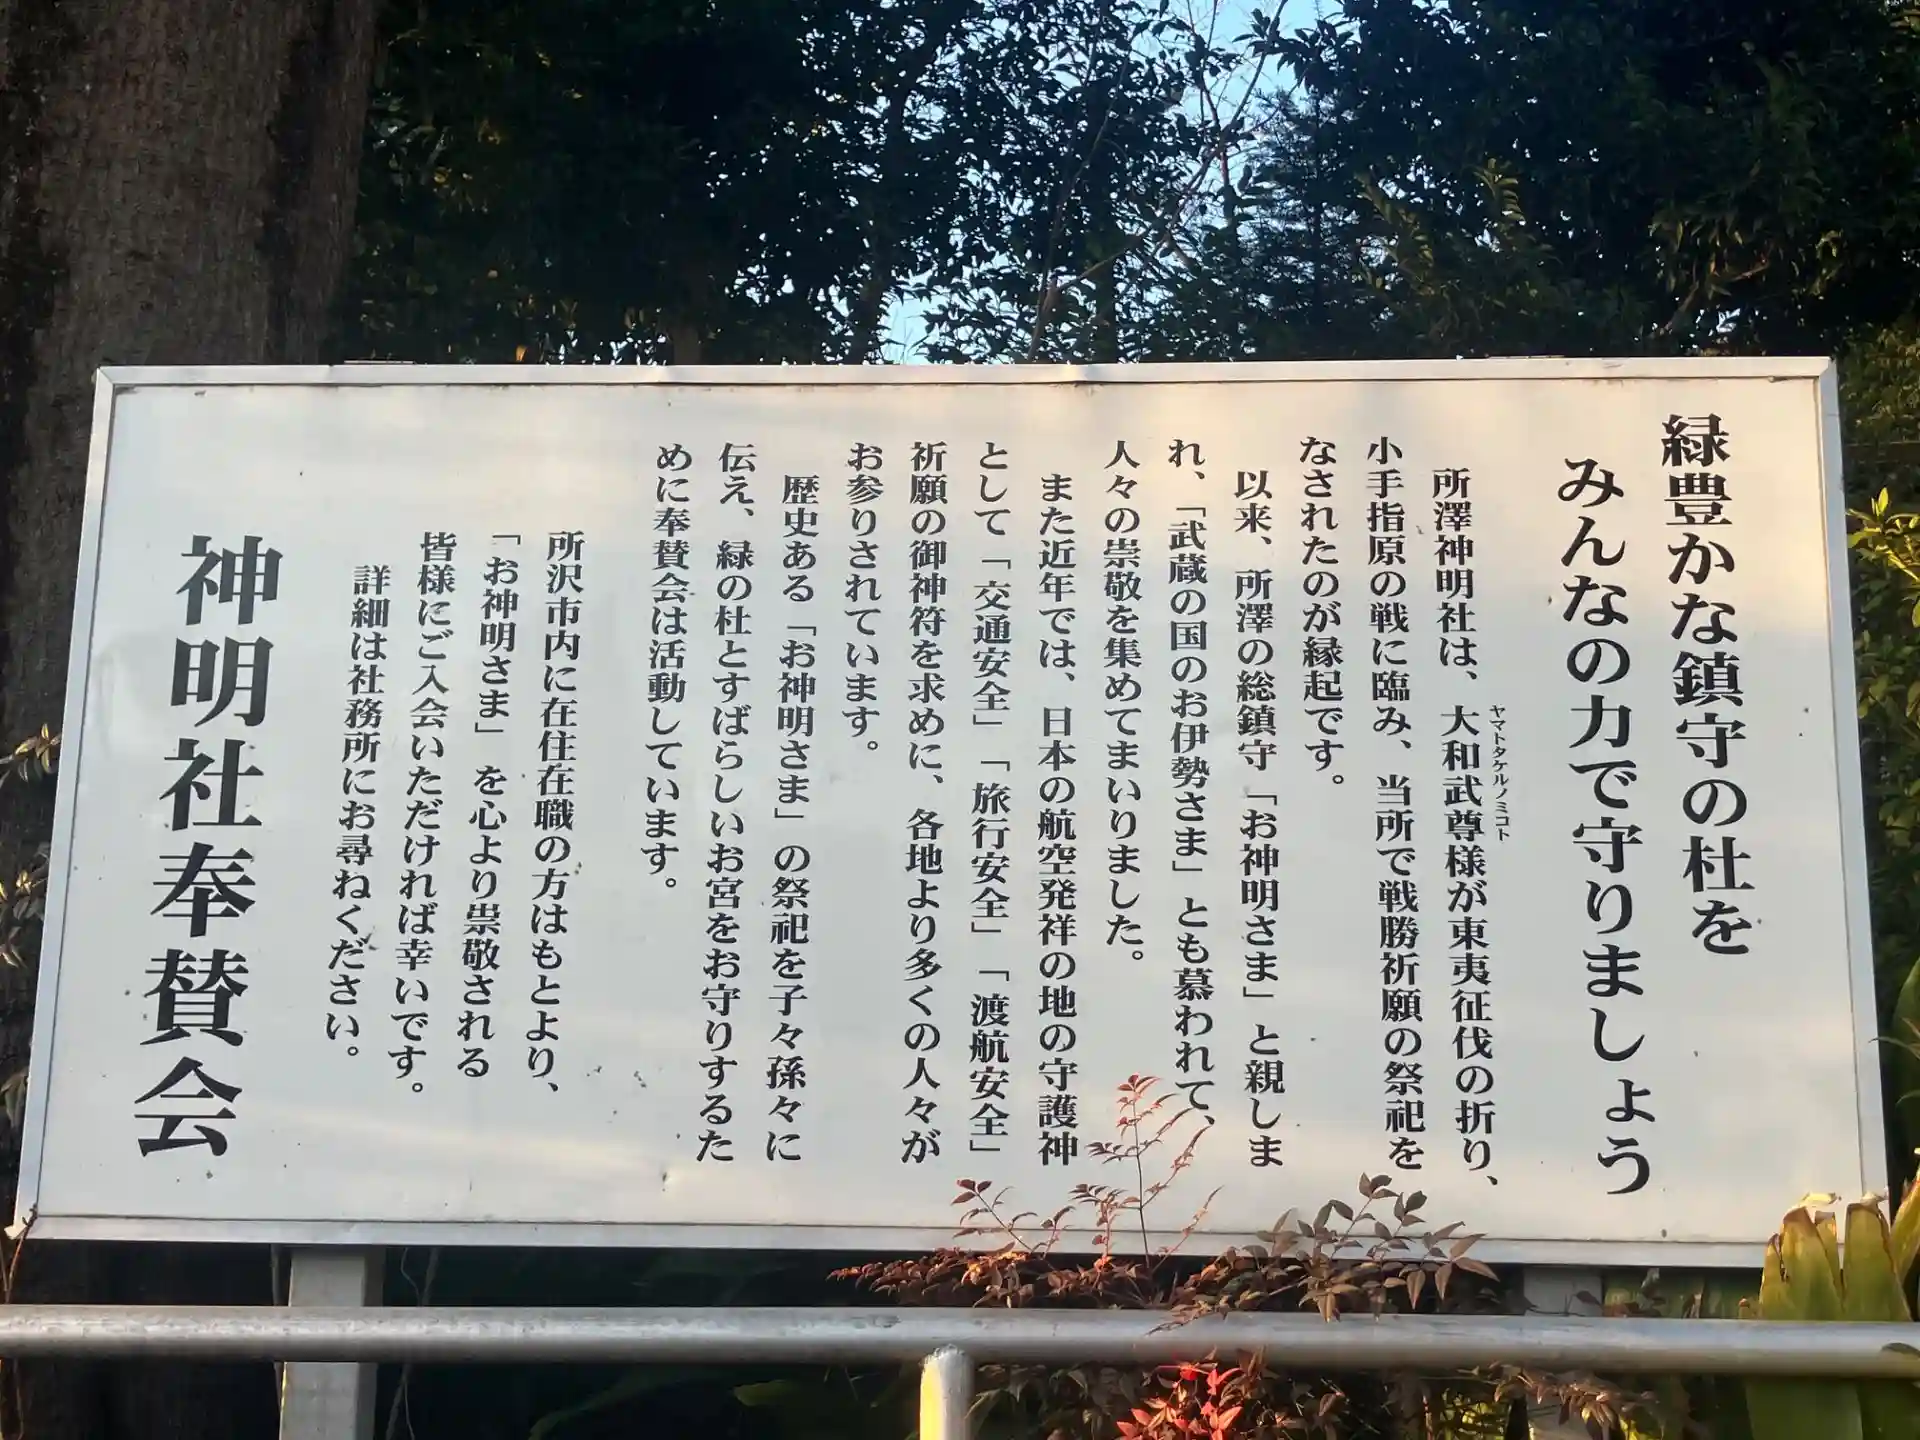 緑豊かな鎮守の杜を
みんなの力で守りましょう
所澤神明社は、大和武尊様が東夷征伐の折り、
ヤマトタケルノミコト
小手指原の戦に臨み、当所で戦勝祈願の祭祀を
なされたのが縁起です。
以来、所澤の総鎮守「お神明さま」と親しま
れ、「武蔵の国のお伊勢さま」とも慕われて、
人々の崇敬を集めてまいりました。
また近年では、日本の航空発祥の地の守護神
として「交通安全」「旅行安全」「渡航安全」
祈願の御神符を求めに、各地より多くの人々が
お参りされています。
歴史ある「お神明さま」の祭祀を子々孫々に
伝え、緑の杜とすばらしいお宮をお守りするた
めに奉賛会は活動しています。
所沢市内に在住在職の方はもとより、
「お神明さま」を心より崇敬される
皆様にご入会いただければ幸いです。
詳細は社務所にお尋ねください。
神明社奉賛会